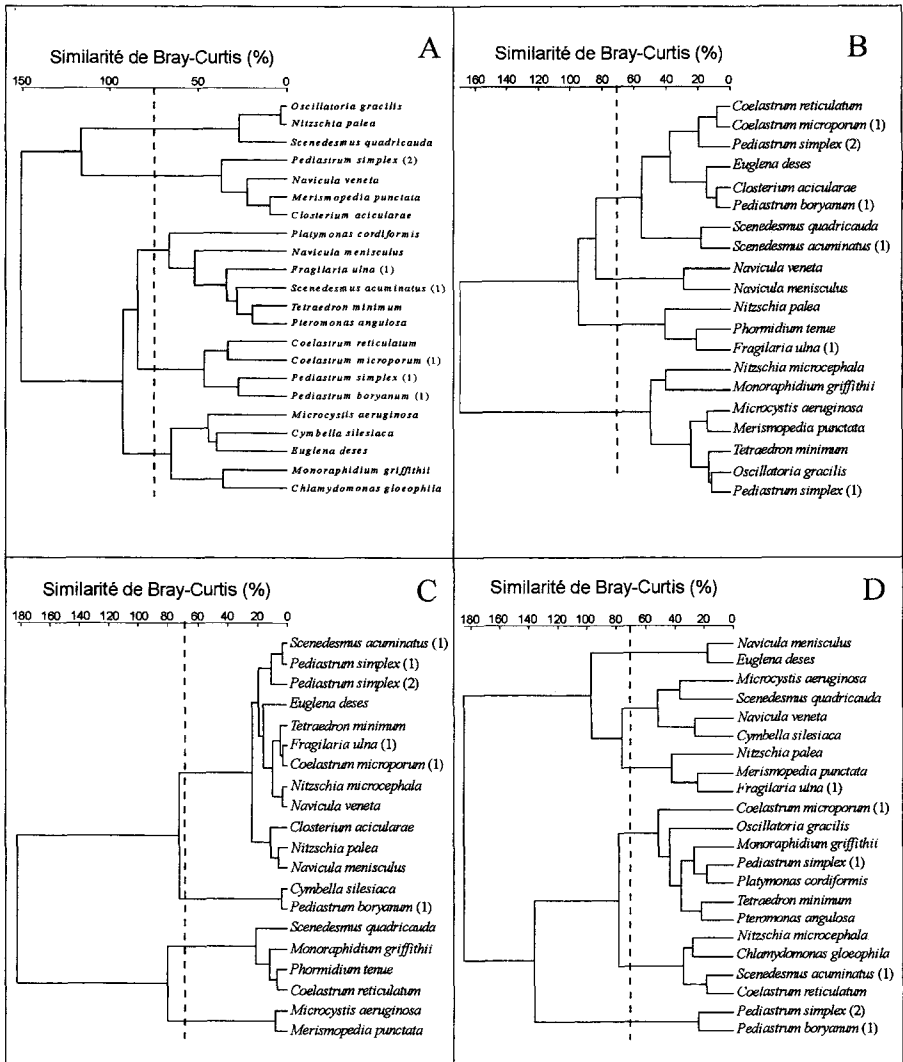 Similarité de Bray-Curtis (%)
A
150 100 50 0
Oscillatoria gracilis
Nitzschia palea
Scenedesmus quadricauda
Pediastrum simplex (2)
Navicula veneta
Merismopedia punctata
Closterium acicularae
Platymonas cordiformis
Navicula menisculus
Fragilaria ulna (1)
Scenedesmus acuminatus (1)
Tetraedron minimum
Pteromonas angulosa
Coelastrum reticulatum
Coelastrum microporum (1)
Pediastrum simplex (1)
Pediastrum boryanum (1)
Microcystis aeruginosa
Cymbella silesiaca
Euglena deses
Monoraphidium griffithii
Chlamydomonas gloeophila
Similarité de Bray-Curtis (%)
B
160 140 120 100 80 60 40 20 0
Coelastrum reticulatum
Coelastrum microporum (1)
Pediastrum simplex (2)
Euglena deses
Closterium acicularae
Pediastrum boryanum (1)
Scenedesmus quadricauda
Scenedesmus acuminatus (1)
Navicula veneta
Navicula menisculus
Nitzschia palea
Phormidium tenue
Fragilaria ulna (1)
Nitzschia microcephala
Monoraphidium griffithii
Microcystis aeruginosa
Merismopedia punctata
Tetraedron minimum
Oscillatoria gracilis
Pediastrum simplex (1)
Similarité de Bray-Curtis (%)
C
180 160 140 120 100 80 60 40 20 0
Scenedesmus acuminatus (1)
Pediastrum simplex (1)
Pediastrum simplex (2)
Euglena deses
Tetraedron minimum
Fragilaria ulna (1)
Coelastrum microporum (1)
Nitzschia microcephala
Navicula veneta
Closterium acicularae
Nitzschia palea
Navicula menisculus
Cymbella silesiaca
Pediastrum boryanum (1)
Scenedesmus quadricauda
Monoraphidium griffithii
Phormidium tenue
Coelastrum reticulatum
Microcystis aeruginosa
Merismopedia punctata
Similarité de Bray-Curtis (%)
D
180 160 140 120 100 80 60 40 20 0
Navicula menisculus
Euglena deses
Microcystis aeruginosa
Scenedesmus quadricauda
Navicula veneta
Cymbella silesiaca
Nitzschia palea
Merismopedia punctata
Fragilaria ulna (1)
Coelastrum microporum (1)
Oscillatoria gracilis
Monoraphidium griffithii
Pediastrum simplex (1)
Platymonas cordiformis
Tetraedron minimum
Pteromonas angulosa
Nitzschia microcephala
Chlamydomonas gloeophila
Scenedesmus acuminatus (1)
Coelastrum reticulatum
Pediastrum simplex (2)
Pediastrum boryanum (1)